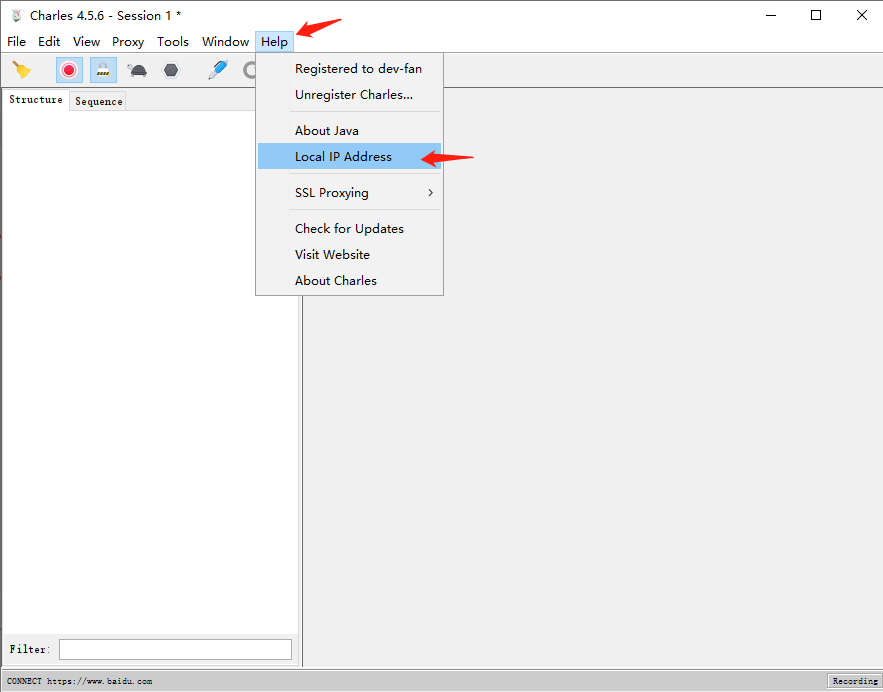 Charles 4.5.6 - Session 1 *
File Edit View Proxy Tools Window Help
Registered to dev-fan
Unregister Charles...
About Java
Local IP Address
SSL Proxying
Check for Updates
Visit Website
About Charles
Structure Sequence
Filter:
CONNECT https://www.baidu.com Recording